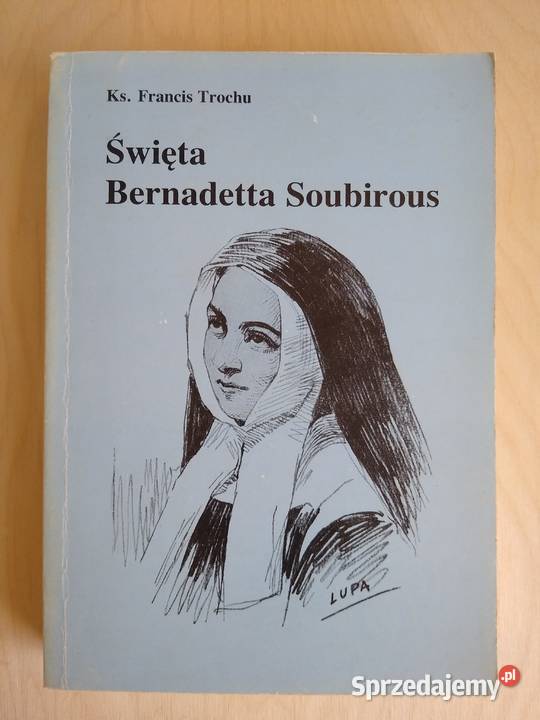 Ks. Francis Trochu
Święta
Bernadetta Soubirous
LUPA
Sprzedajemy.pl